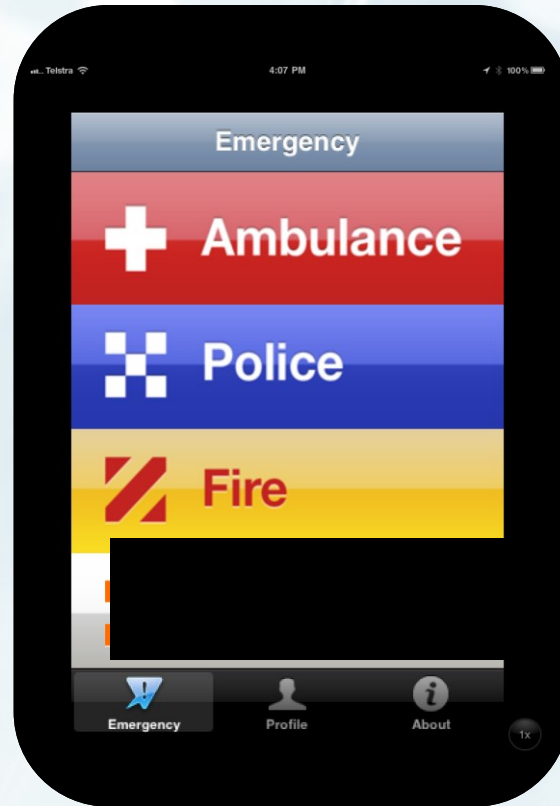 Telstra 4:07 PM 100%
Emergency
Ambulance
Police
Fire
Emergency Profile About
1x